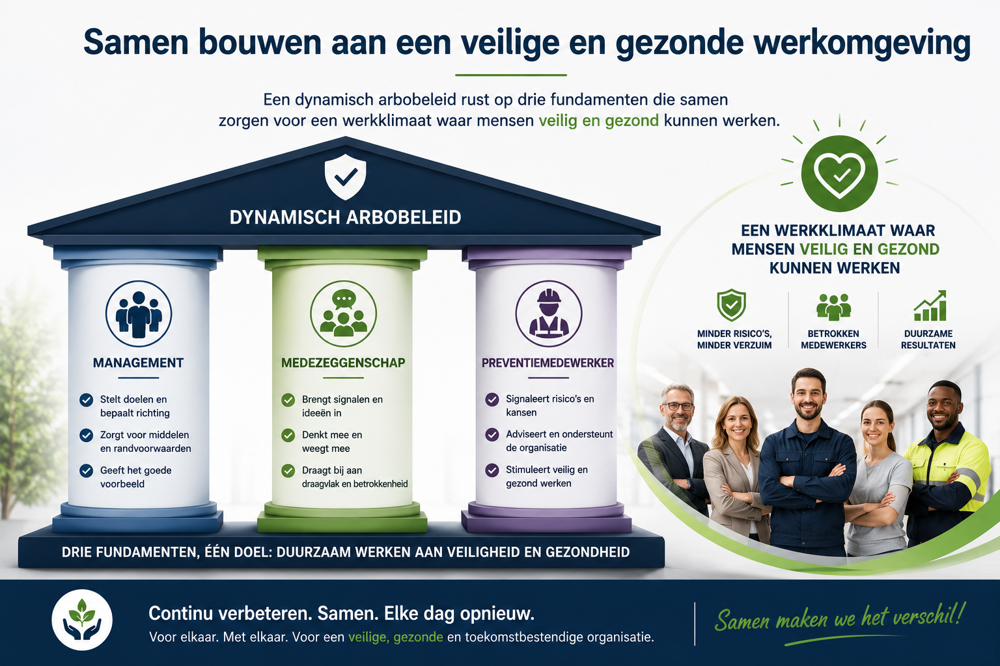 Samen bouwen aan een veilige en gezonde werkomgeving
Een dynamisch arbobeleid rust op drie fundamenten die samen
zorgen voor een werkklimaat waar mensen veilig en gezond kunnen werken.
DYNAMISCH ARBOBELEID
MANAGEMENT
Stelt doelen en
bepaalt richting
Zorgt voor middelen
en randvoorwaarden
Geeft het goede
voorbeeld
MEDEZEGGENSCHAP
Brengt signalen en
ideeën in
Denkt mee en
weegt mee
Draagt bij aan
draagvlak en betrokkenheid
PREVENTIEMEDEWERKER
Signaleert risico's en
kansen
Adviseert en ondersteunt
de organisatie
Stimuleert veilig en
gezond werken
DRIE FUNDAMENTEN, ÉÉN DOEL: DUURZAAM WERKEN AAN VEILIGHEID EN GEZONDHEID
EEN WERKKLIMAAT WAAR
MENSEN VEILIG EN GEZOND
KUNNEN WERKEN
MINDER RISICO'S,
MINDER VERZUIM
BETROKKEN
MEDEWERKERS
DUURZAME
RESULTATEN
Continu verbeteren. Samen. Elke dag opnieuw.
Voor elkaar. Met elkaar. Voor een veilige, gezonde en toekomstbestendige organisatie.
Samen maken we het verschil!